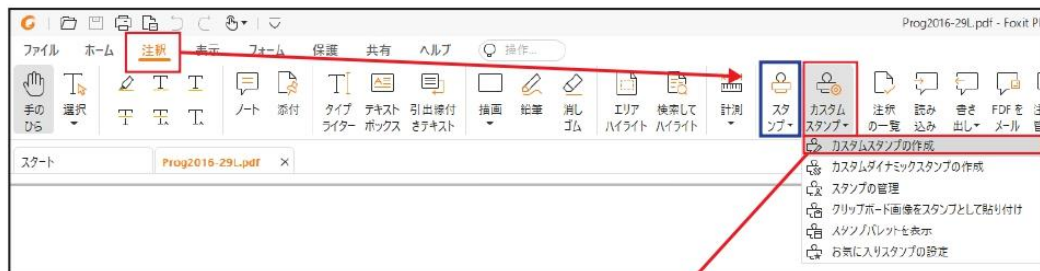 Prog2016-29L.pdf - Foxit P
ファイル ホーム 注釈 表示 フォーム 保護 共有 ヘルプ 操作...
手のひら 選択 ノート 添付 タイプライター テキストボックス 引出線付きテキスト 描画 鉛筆 消しゴム エリアハイライト 検索してハイライト 計測 スタンプ カスタムスタンプ 注釈の一覧 読み込み 書き出し FDFをメール
スタート Prog2016-29L.pdf ×
カスタムスタンプの作成
カスタムダイナミックスタンプの作成
スタンプの管理
クリップボード画像をスタンプとして貼り付け
スタンプパレットを表示
お気に入りスタンプの設定